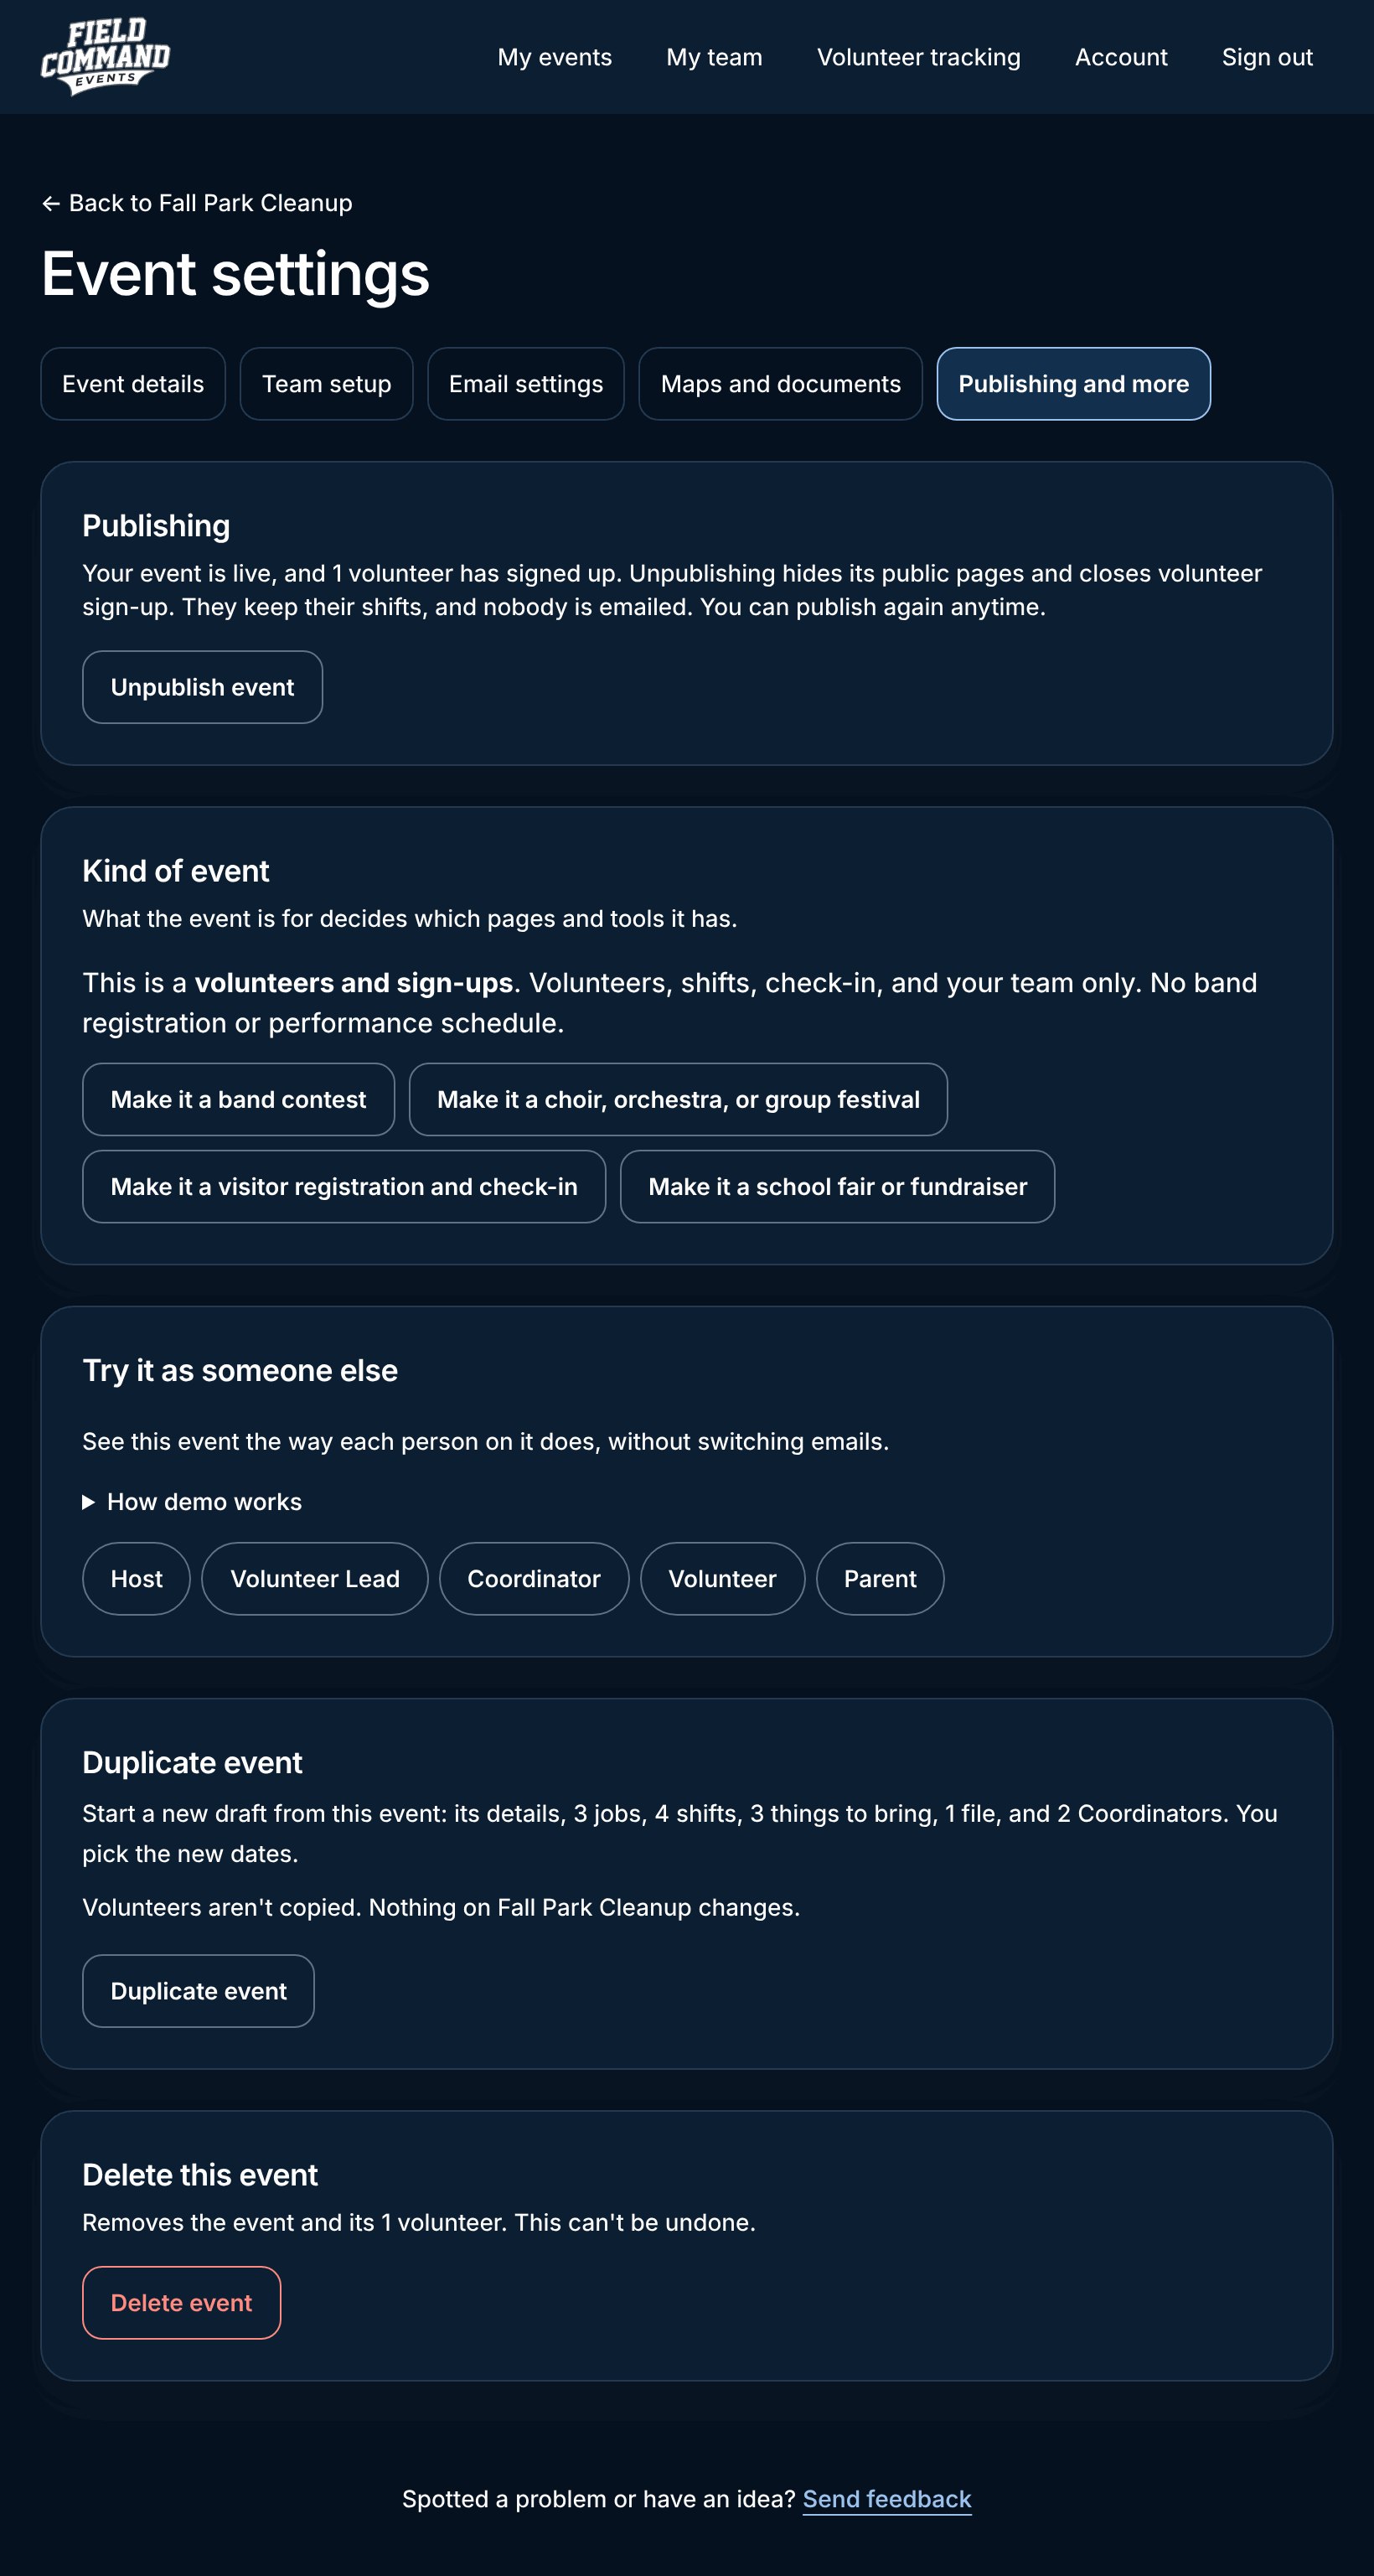 FIELD
COMMAND
EVENTS
My events
My team
Volunteer tracking
Account
Sign out
← Back to Fall Park Cleanup
Event settings
Event details
Team setup
Email settings
Maps and documents
Publishing and more
Publishing
Your event is live, and 1 volunteer has signed up. Unpublishing hides its public pages and closes volunteer
sign-up. They keep their shifts, and nobody is emailed. You can publish again anytime.
Unpublish event
Kind of event
What the event is for decides which pages and tools it has.
This is a volunteers and sign-ups. Volunteers, shifts, check-in, and your team only. No band
registration or performance schedule.
Make it a band contest
Make it a choir, orchestra, or group festival
Make it a visitor registration and check-in
Make it a school fair or fundraiser
Try it as someone else
See this event the way each person on it does, without switching emails.
▶ How demo works
Host
Volunteer Lead
Coordinator
Volunteer
Parent
Duplicate event
Start a new draft from this event: its details, 3 jobs, 4 shifts, 3 things to bring, 1 file, and 2 Coordinators. You
pick the new dates.
Volunteers aren't copied. Nothing on Fall Park Cleanup changes.
Duplicate event
Delete this event
Removes the event and its 1 volunteer. This can't be undone.
Delete event
Spotted a problem or have an idea? Send feedback